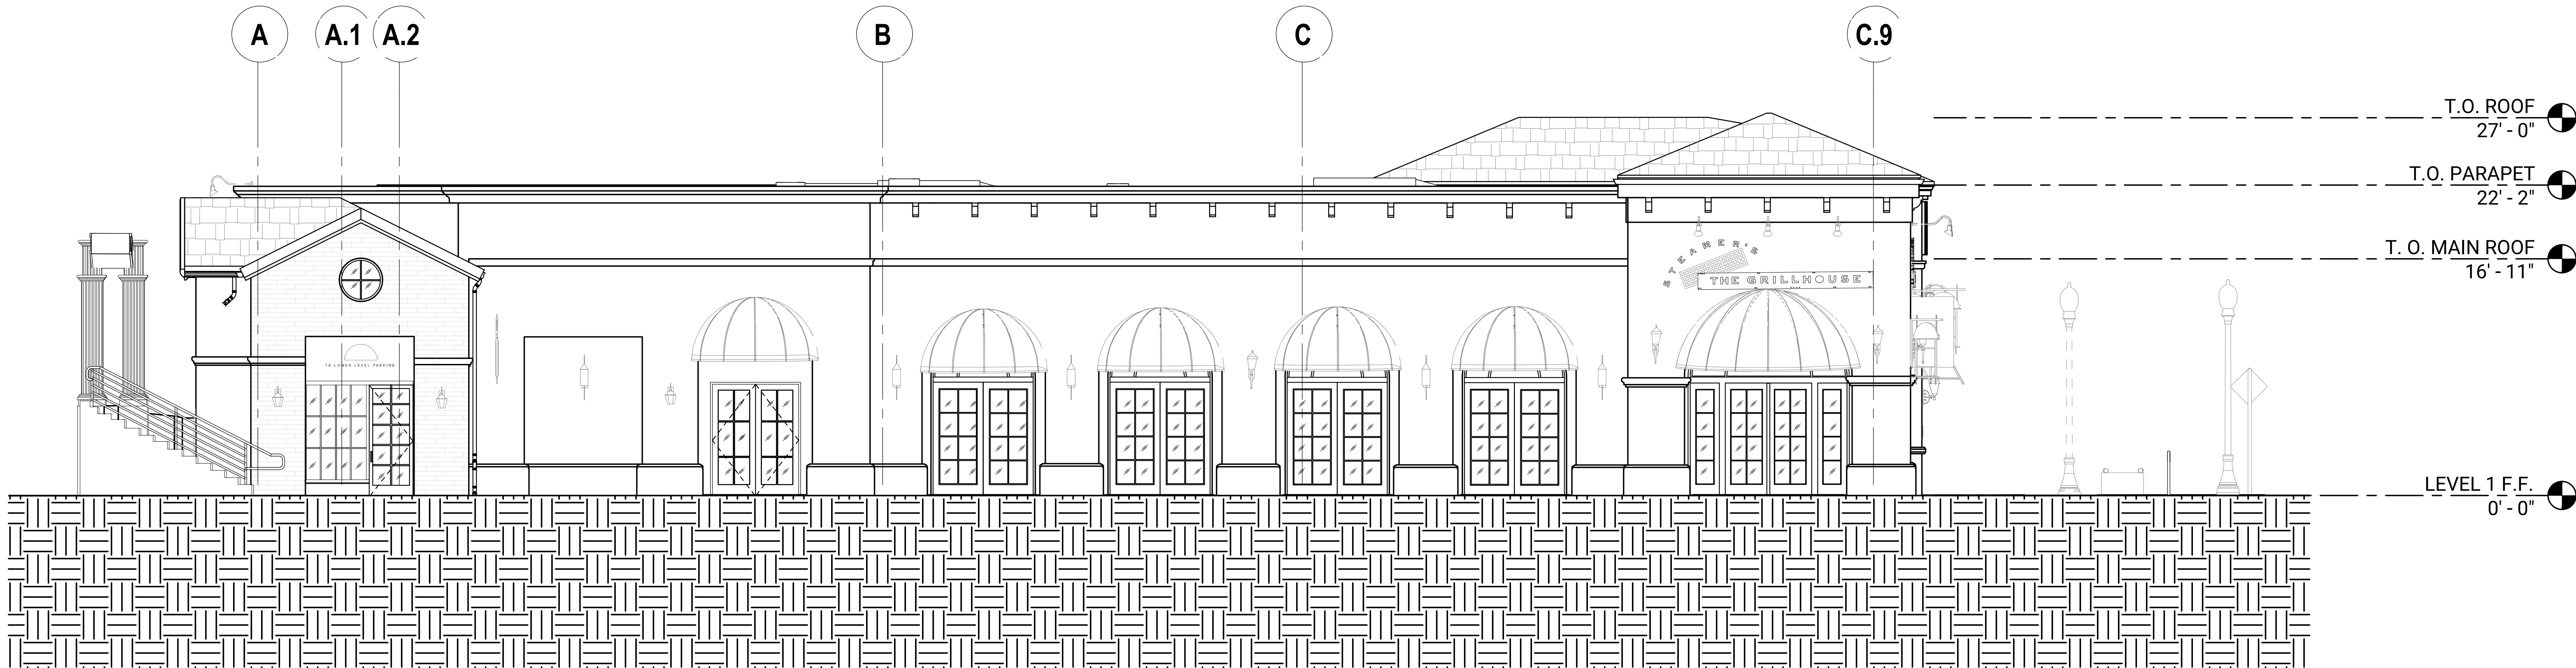 A
A.1
A.2
B
C
C.9
T.O. ROOF
27' - 0"
T.O. PARAPET
22' - 2"
STEAMER'S
T. O. MAIN ROOF
16' - 11"
THE GRILLHOUSE
TO LOWER LEVEL PARKING
LEVEL 1 F.F.
0' - 0"